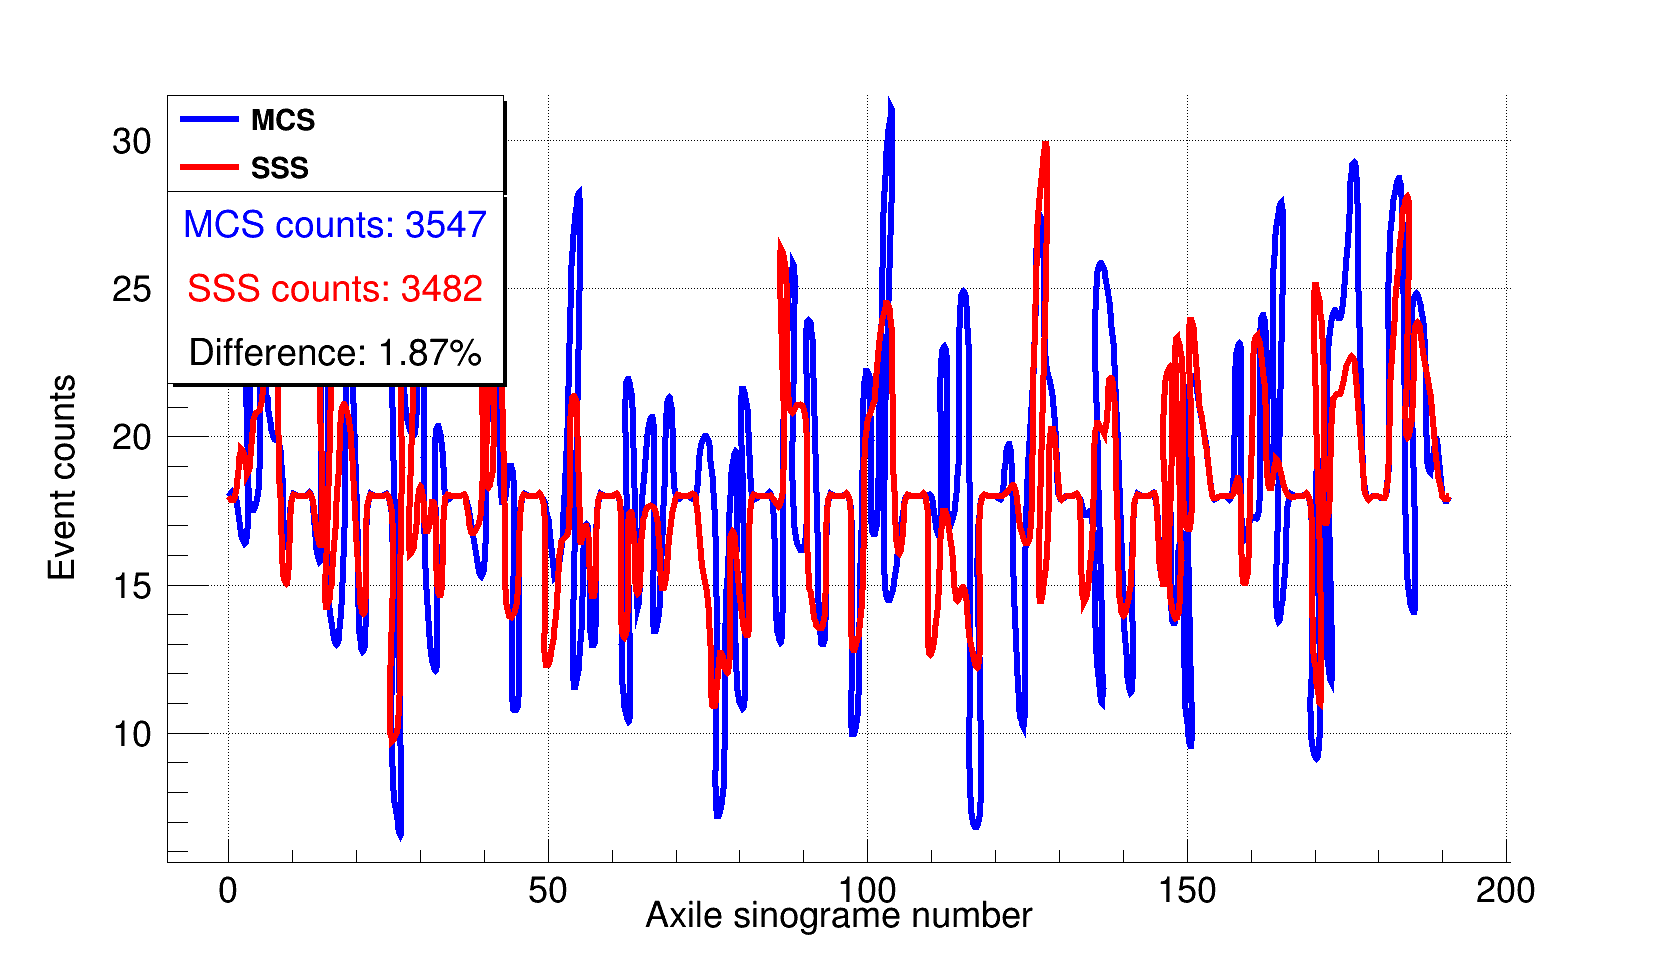 MCS
SSS
MCS counts: 3547
SSS counts: 3482
Difference: 1.87%
30
25
20
15
10
Event counts
0 50 100 150 200
Axile sinograme number